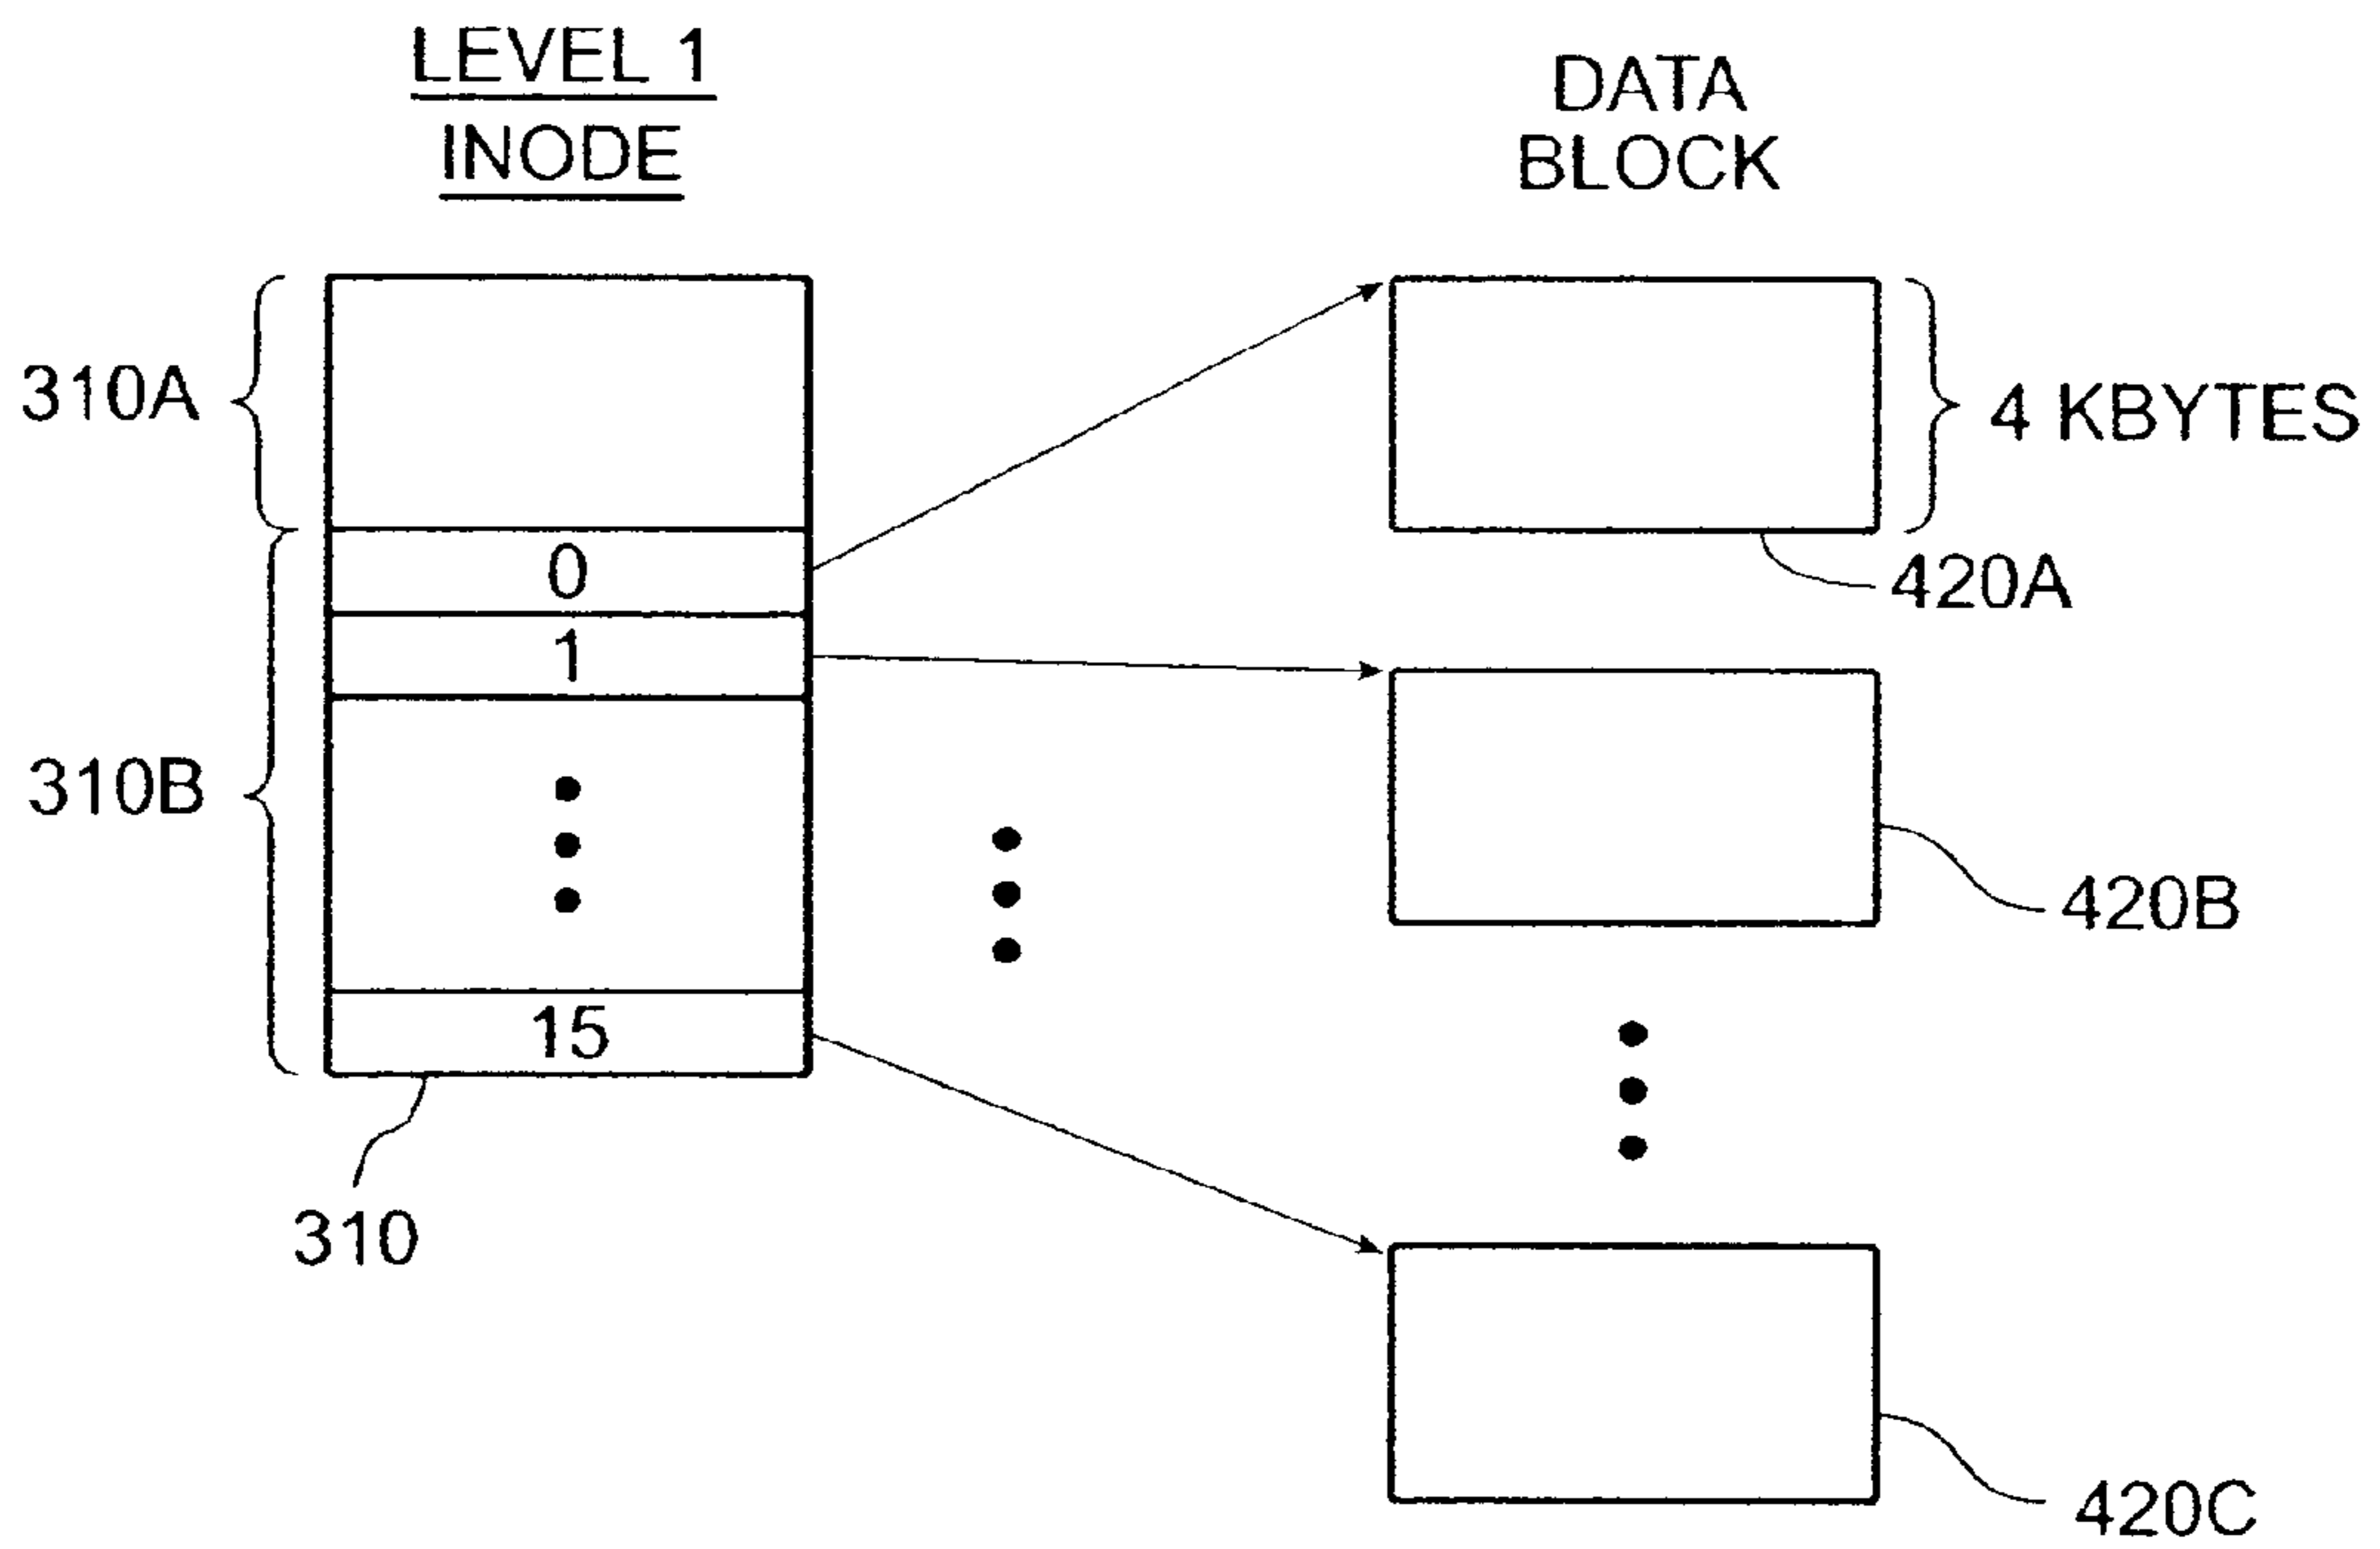 LEVEL 1
INODE
DATA
BLOCK
310A
4 KBYTES
0
420A
1
310B
420B
15
310
420C